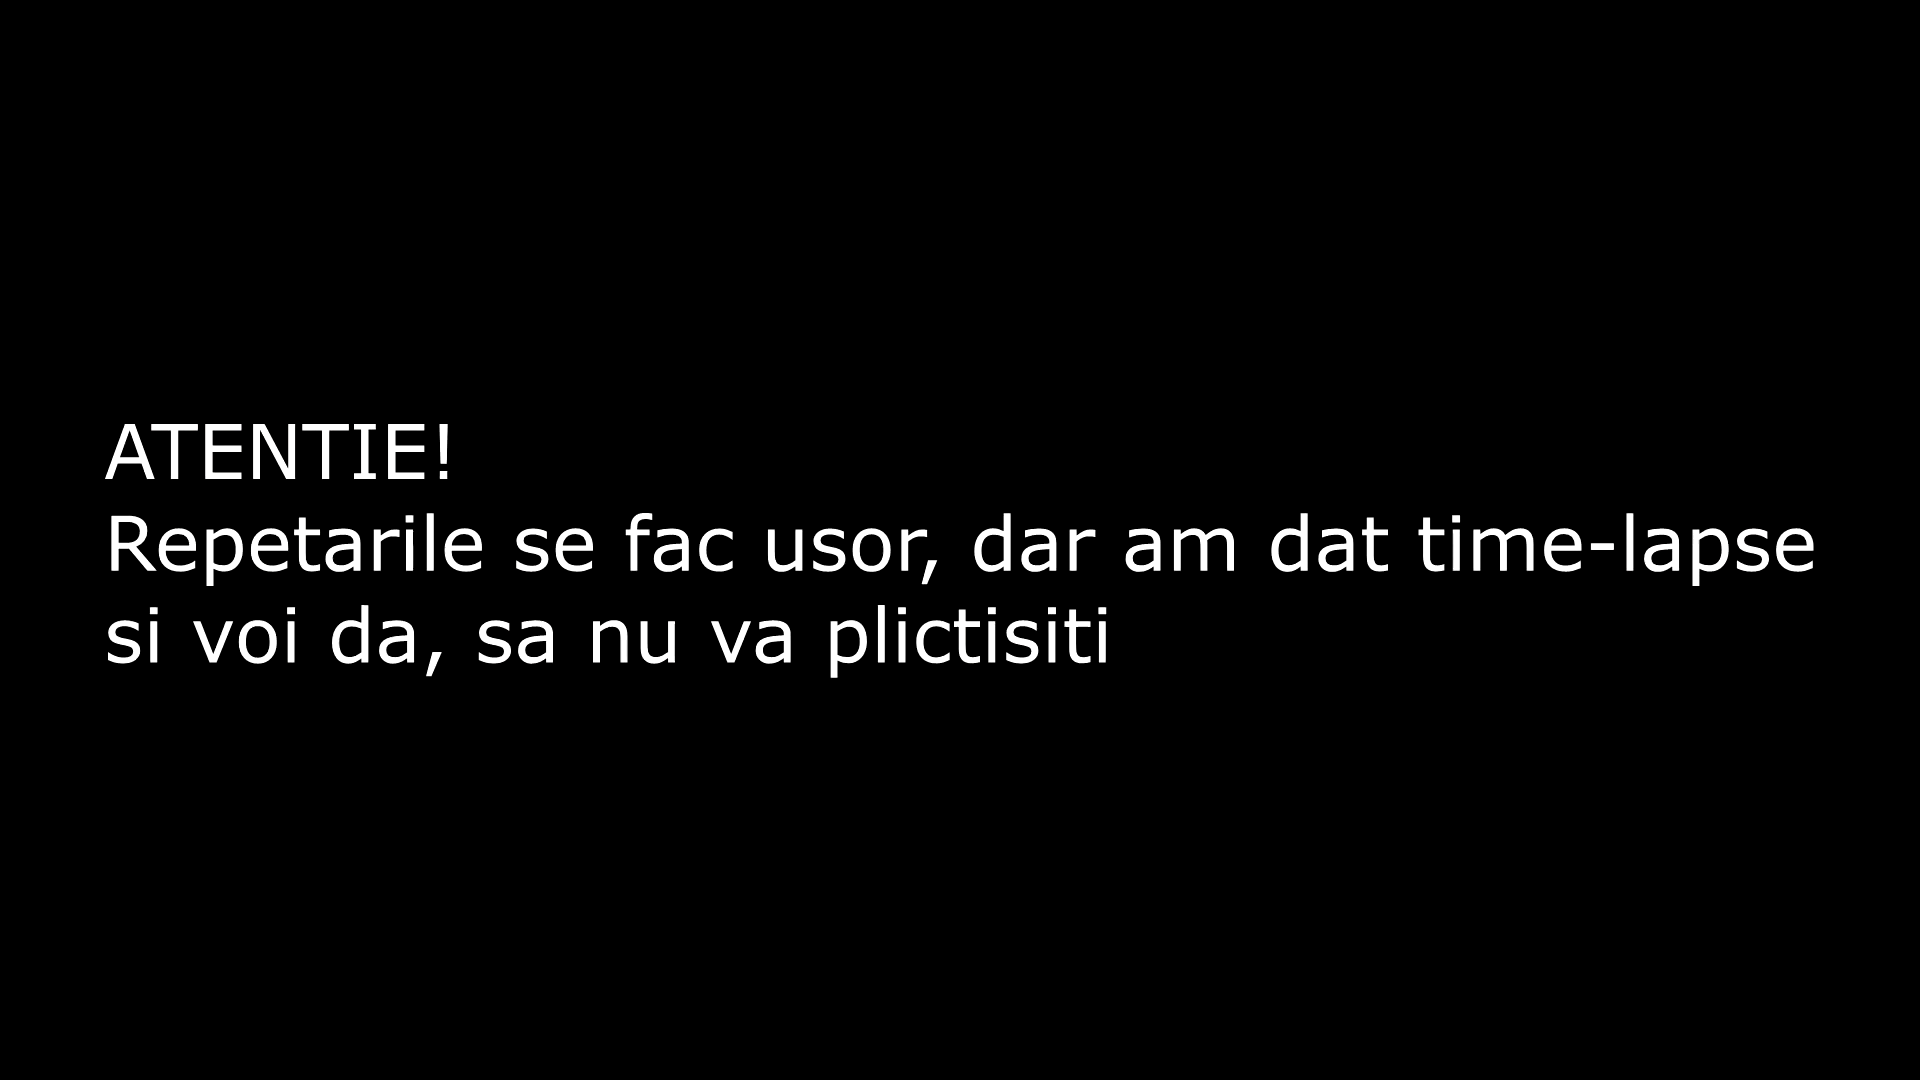 ATENTIE!
Repetarile se fac usor, dar am dat time-lapse
si voi da, sa nu va plictisiti